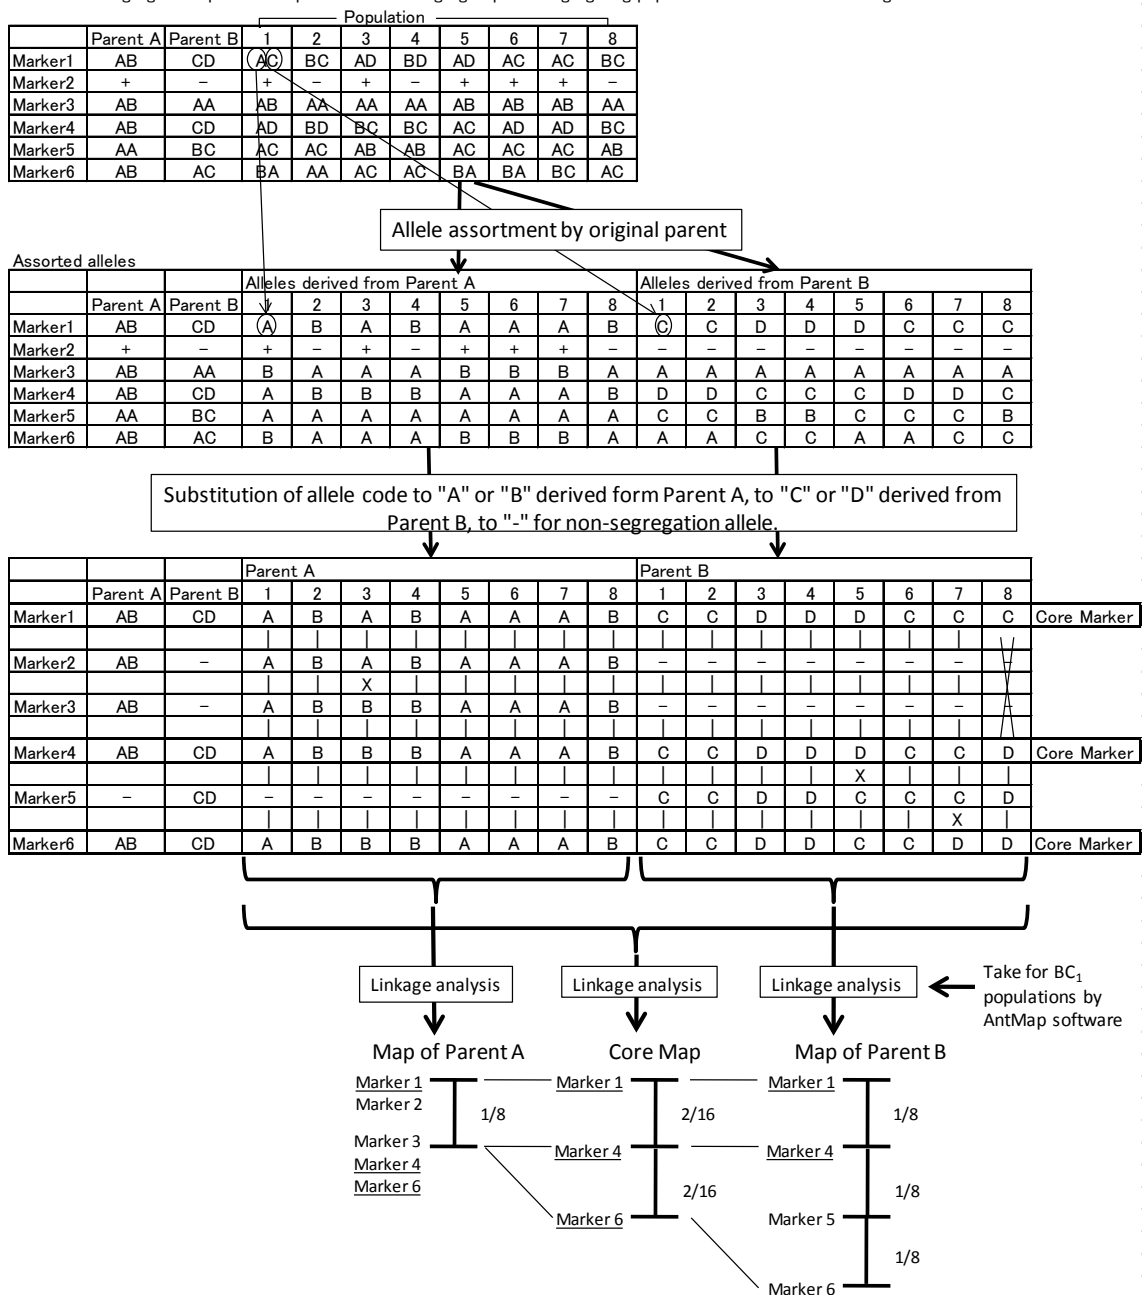 Population
Parent A Parent B 1 2 3 4 5 6 7 8
Marker1 AB CD AC BC AD BD AD AC AC BC
Marker2 + − + − + − + + + −
Marker3 AB AA AB AA AA AA AB AB AB AA
Marker4 AB CD AD BD BC BC AC AD AD BC
Marker5 AA BC AC AC AB AB AC AC AC AB
Marker6 AB AC BA AA AC AC BA BA BC AC
Allele assortment by original parent
Assorted alleles
Alleles derived from Parent A Alleles derived from Parent B
Parent A Parent B 1 2 3 4 5 6 7 8 1 2 3 4 5 6 7 8
Marker1 AB CD A B A B A A A B C C D D D C C C
Marker2 + − + − + − + + + − − − − − − − − −
Marker3 AB AA B A A A B B B A A A A A A A A A
Marker4 AB CD A B B B A A A B D D C C C D D C
Marker5 AA BC A A A A A A A A C C B B C C C B
Marker6 AB AC B A A A B B B A A A C C A A C C
Substitution of allele code to "A" or "B" derived form Parent A, to "C" or "D" derived from
Parent B, to "-" for non-segregation allele.
Parent A Parent B
Parent A Parent B 1 2 3 4 5 6 7 8 1 2 3 4 5 6 7 8
Marker1 AB CD A B A B A A A B C C D D D C C C Core Marker
| | | | | | | | | | | | | | |
Marker2 AB − A B A B A A A B − − − − − − − −
| | X | | | | | | | | | | | |
Marker3 AB − A B B B A A A B − − − − − − − −
| | | | | | | | | | | | | | |
Marker4 AB CD A B B B A A A B C C D D D C C D Core Marker
| | | | | | | | | | | | X | | |
Marker5 − CD − − − − − − − − C C D D C C C D
| | | | | | | | | | | | | | X |
Marker6 AB CD A B B B A A A B C C D D C C D D Core Marker
Linkage analysis Linkage analysis Linkage analysis
Take for BC1
populations by
AntMap software
Map of Parent A Core Map Map of Parent B
Marker 1 Marker 1 Marker 1
Marker 2 1/8 2/16 1/8
Marker 3
Marker 4 Marker 4 Marker 4
Marker 6 2/16 1/8
Marker 6 Marker 5
1/8
Marker 6